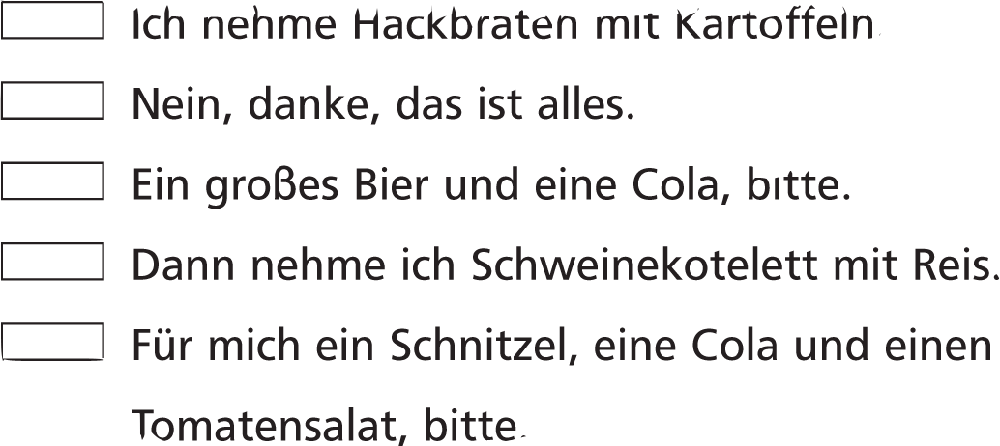 Ich nehme Hackbraten mit Kartoffeln.
Nein, danke, das ist alles.
Ein großes Bier und eine Cola, bitte.
Dann nehme ich Schweinekotelett mit Reis.
Für mich ein Schnitzel, eine Cola und einen
Tomatensalat, bitte.